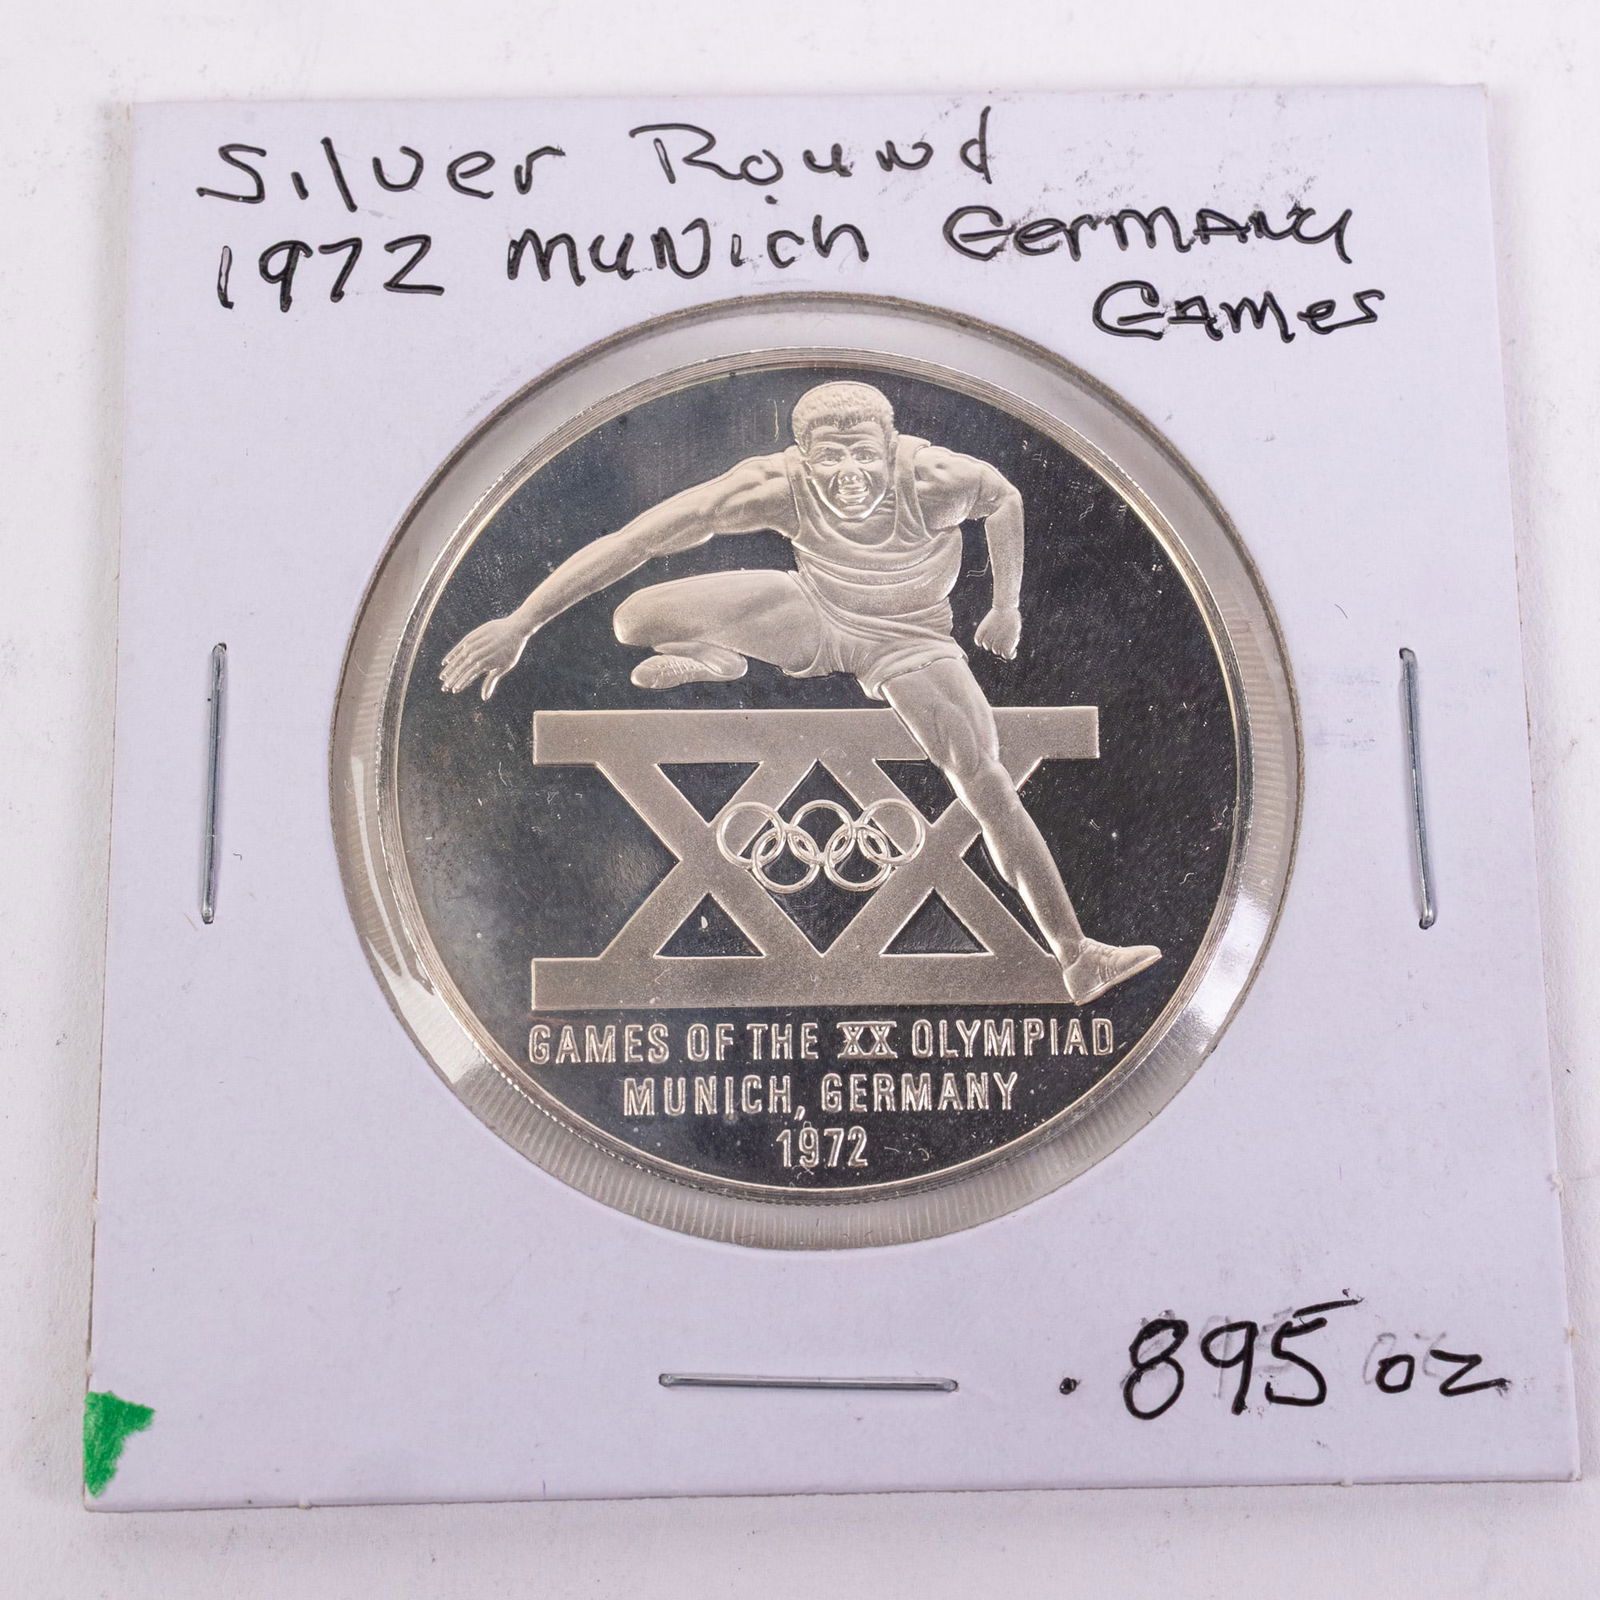 Silver Round
1972 Munich Germany
Games
GAMES OF THE XX OLYMPIAD
MUNICH, GERMANY
1972
.895 oz